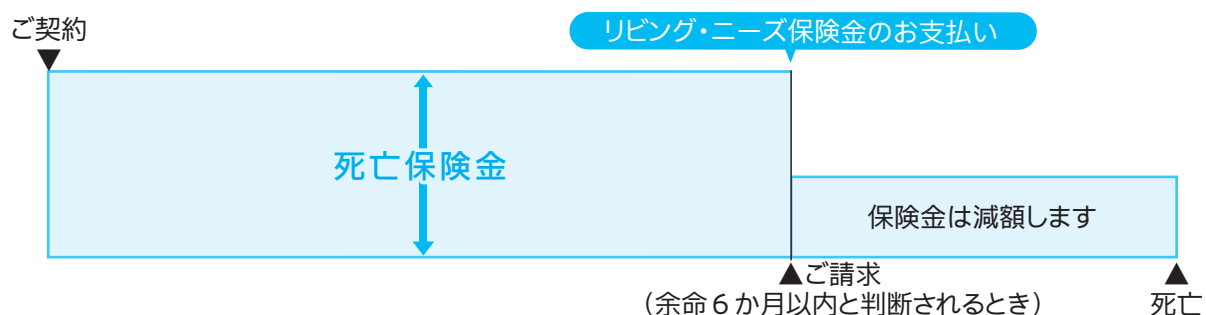 ご契約
▼
リビング・ニーズ保険金のお支払い
死亡保険金
保険金は減額します
▲ご請求
（余命6か月以内と判断されるとき）
▲
死亡